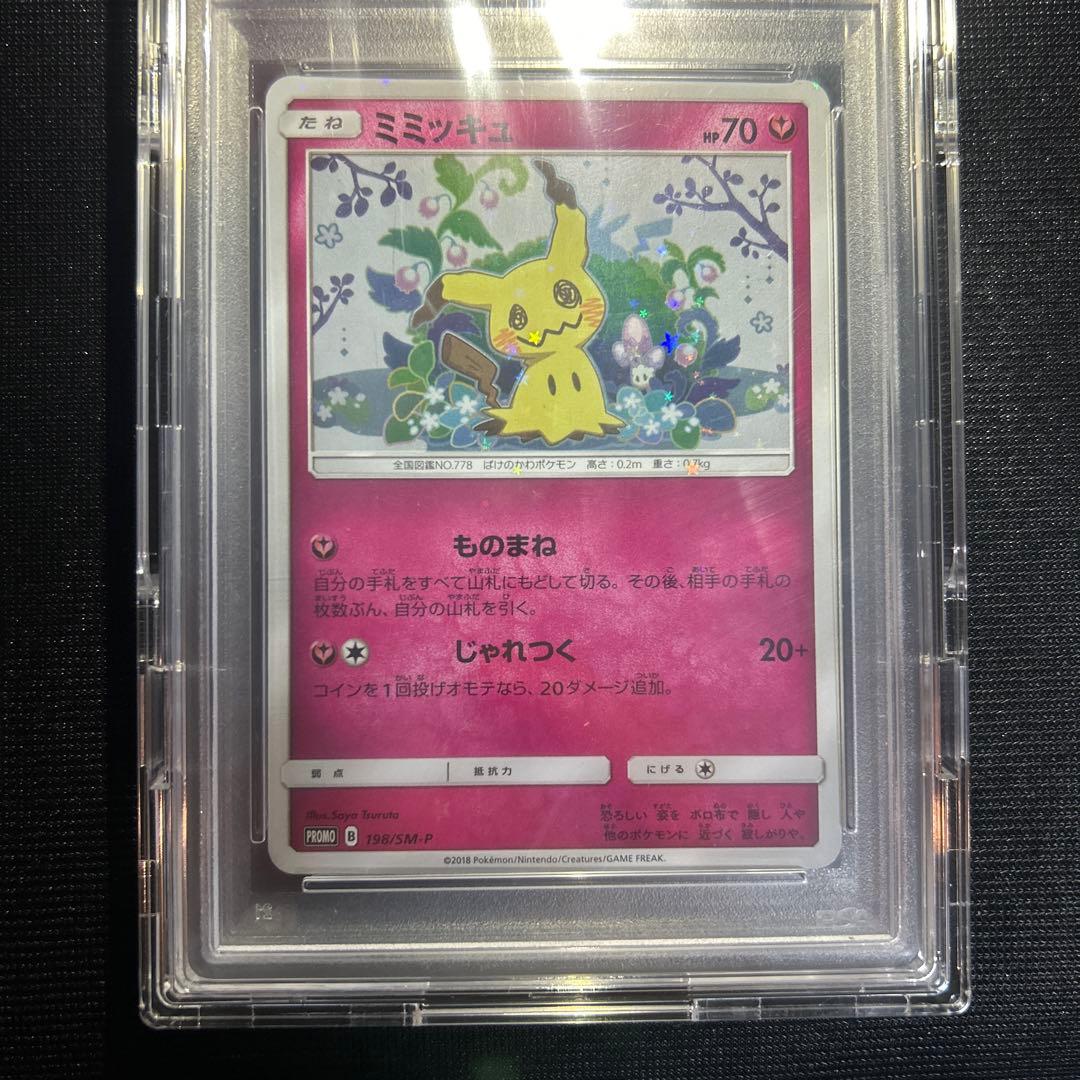 たね ミミッキュ HP70
全国図鑑NO.778 ばけのかわポケモン 高さ:0.2m 重さ:0.7kg
ものまね
自分の手札をすべて山札にもどして切る。その後、相手の手札の
枚数ぶん、自分の山札を引く。
じゃれつく 20+
コインを1回投げオモテなら、20ダメージ追加。
弱点 抵抗力 にげる
Illus. Saya Tsuruta
恐ろしい 姿を ボロ布で 隠し 人や
他のポケモンに 近づく 寂しがりや。
PROMO B 198/SM-P
©2018 Pokémon/Nintendo/Creatures/GAME FREAK.